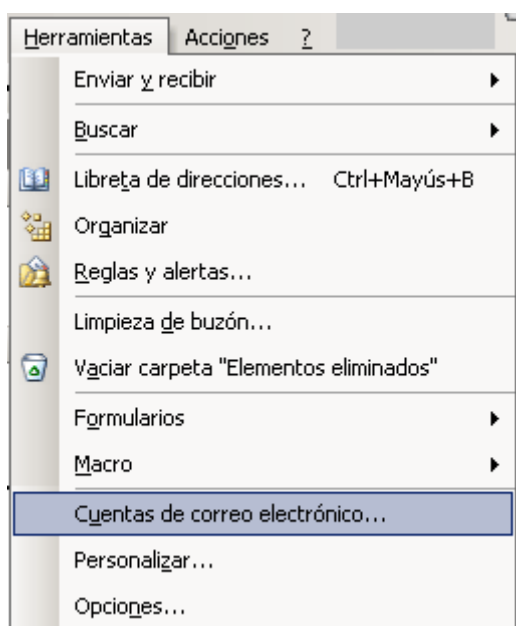 Herramientas Acciones ?
Enviar y recibir
Buscar
Libreta de direcciones... Ctrl+Mayús+B
Organizar
Reglas y alertas...
Limpieza de buzón...
Vaciar carpeta "Elementos eliminados"
Formularios
Macro
Cuentas de correo electrónico...
Personalizar...
Opciones...